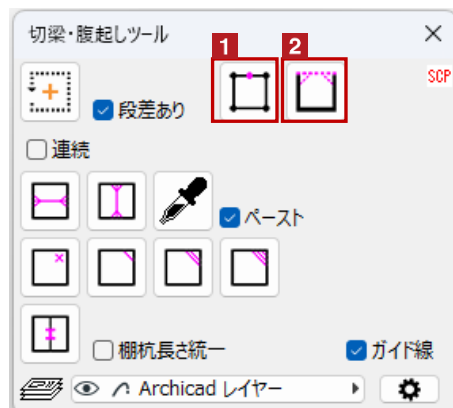 切梁・腹起しツール
1 2
SCP
段差あり
連続
ペースト
棚杭長さ統一 ガイド線
Archicad レイヤー